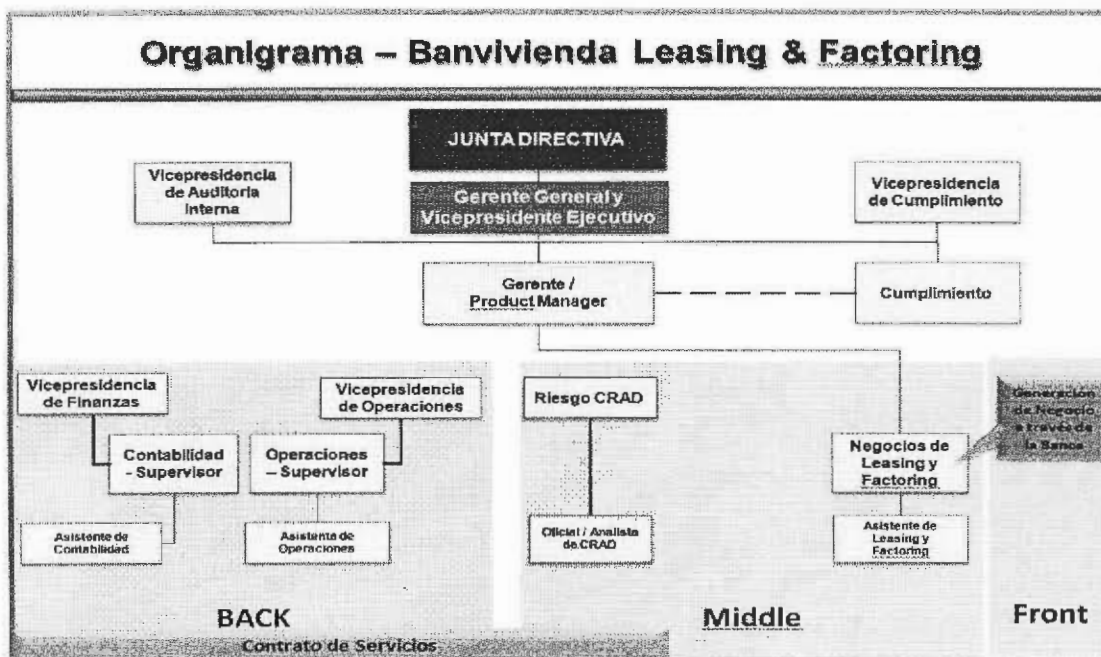 Organigrama – Banvivienda Leasing & Factoring
JUNTA DIRECTIVA
Vicepresidencia
de Auditoría
Interna
Gerente General y
Vicepresidente Ejecutivo
Vicepresidencia
de Cumplimiento
Gerente /
Product Manager
Cumplimiento
Vicepresidencia
de Finanzas
Vicepresidencia
de Operaciones
Riesgo CRAD
Generación
de Negocio
a través de
la Banca
Contabilidad
- Supervisor
Operaciones
– Supervisor
Negocios de
Leasing y
Factoring
Asistente de
Contabilidad
Asistente de
Operaciones
Oficial / Analista
de CRAD
Asistente de
Leasing y
Factoring
BACK
Middle
Front
Contrato de Servicios